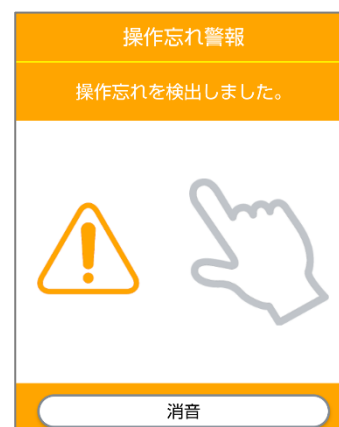 操作忘れ警報
操作忘れを検出しました。
消音